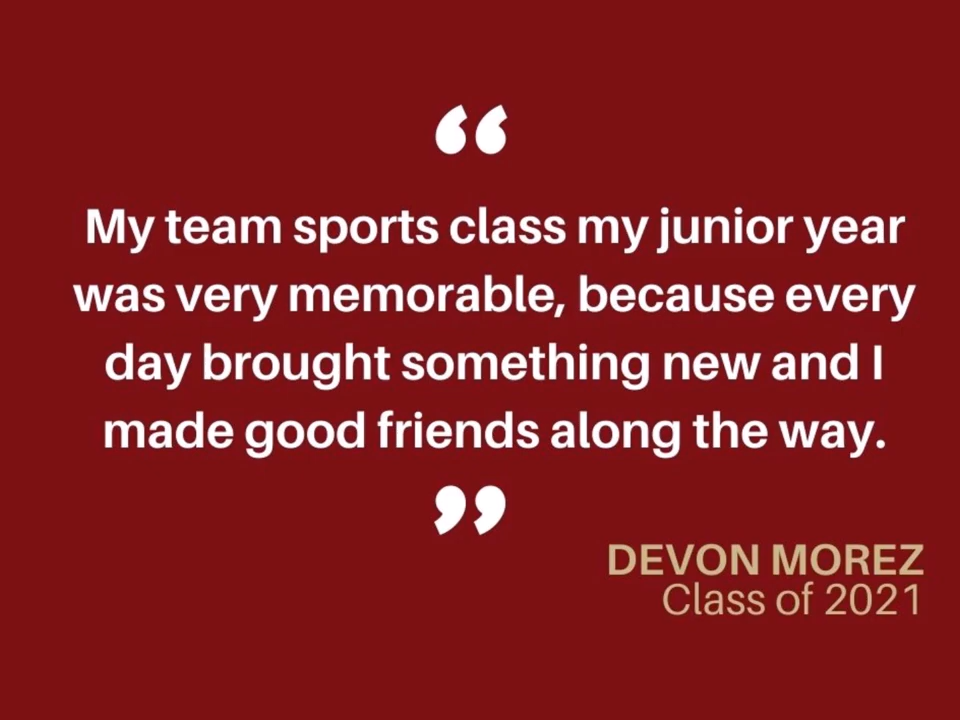 “
My team sports class my junior year
was very memorable, because every
day brought something new and I
made good friends along the way.
”
DEVON MOREZ
Class of 2021